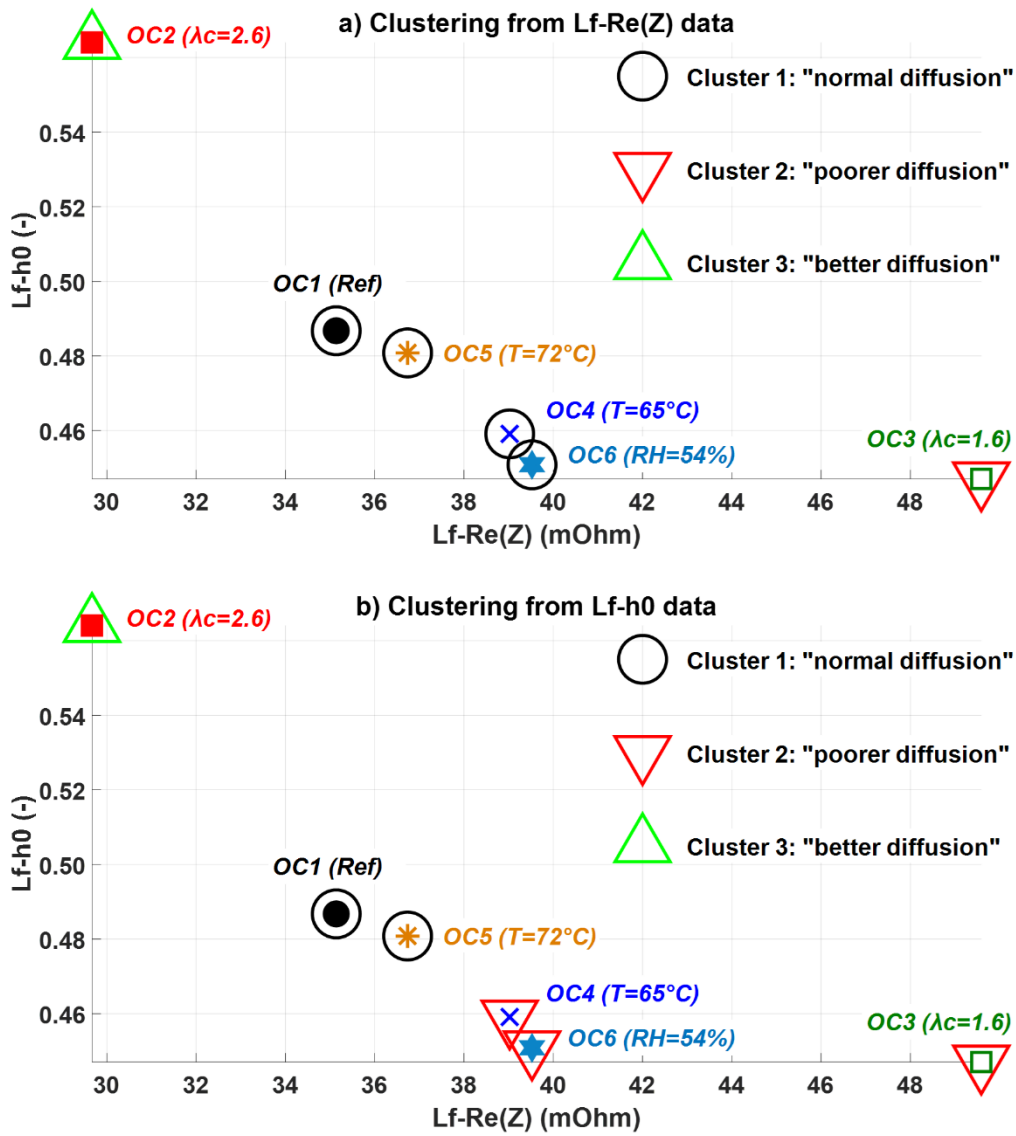 a) Clustering from Lf-Re(Z) data
OC2 (λc=2.6)
Cluster 1: "normal diffusion"
Cluster 2: "poorer diffusion"
Cluster 3: "better diffusion"
0.54
0.52
0.50
0.48
0.46
Lf-h0 (-)
OC1 (Ref)
OC5 (T=72°C)
OC4 (T=65°C)
OC6 (RH=54%)
OC3 (λc=1.6)
30 32 34 36 38 40 42 44 46 48
Lf-Re(Z) (mOhm)
b) Clustering from Lf-h0 data
OC2 (λc=2.6)
Cluster 1: "normal diffusion"
Cluster 2: "poorer diffusion"
Cluster 3: "better diffusion"
0.54
0.52
0.50
0.48
0.46
Lf-h0 (-)
OC1 (Ref)
OC5 (T=72°C)
OC4 (T=65°C)
OC6 (RH=54%)
OC3 (λc=1.6)
30 32 34 36 38 40 42 44 46 48
Lf-Re(Z) (mOhm)